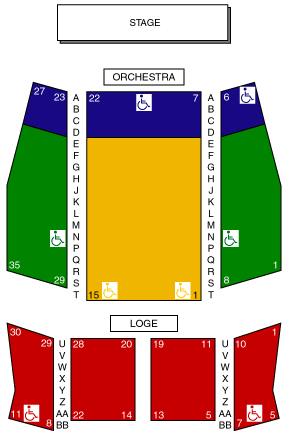 STAGE
ORCHESTRA
27 23 A 22 7 A 6
B B
C C
D D
E E
F F
G G
H H
J J
K K
L L
M M
N N
P P
Q Q
35 R R 1
29 S S 8
T 15 1 T
LOGE
30 1
29 U 28 20 19 11 U 10
V V
W W
X X
Y Y
Z Z
11 AA 22 14 13 5 AA 5
8 BB BB 7